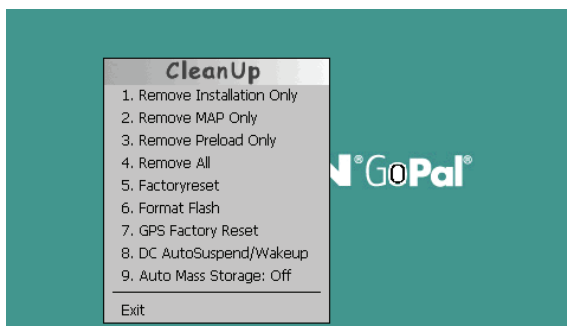 CleanUp
1. Remove Installation Only
2. Remove MAP Only
3. Remove Preload Only
4. Remove All
N®GoPal®
5. Factoryreset
6. Format Flash
7. GPS Factory Reset
8. DC AutoSuspend/Wakeup
9. Auto Mass Storage: Off
Exit